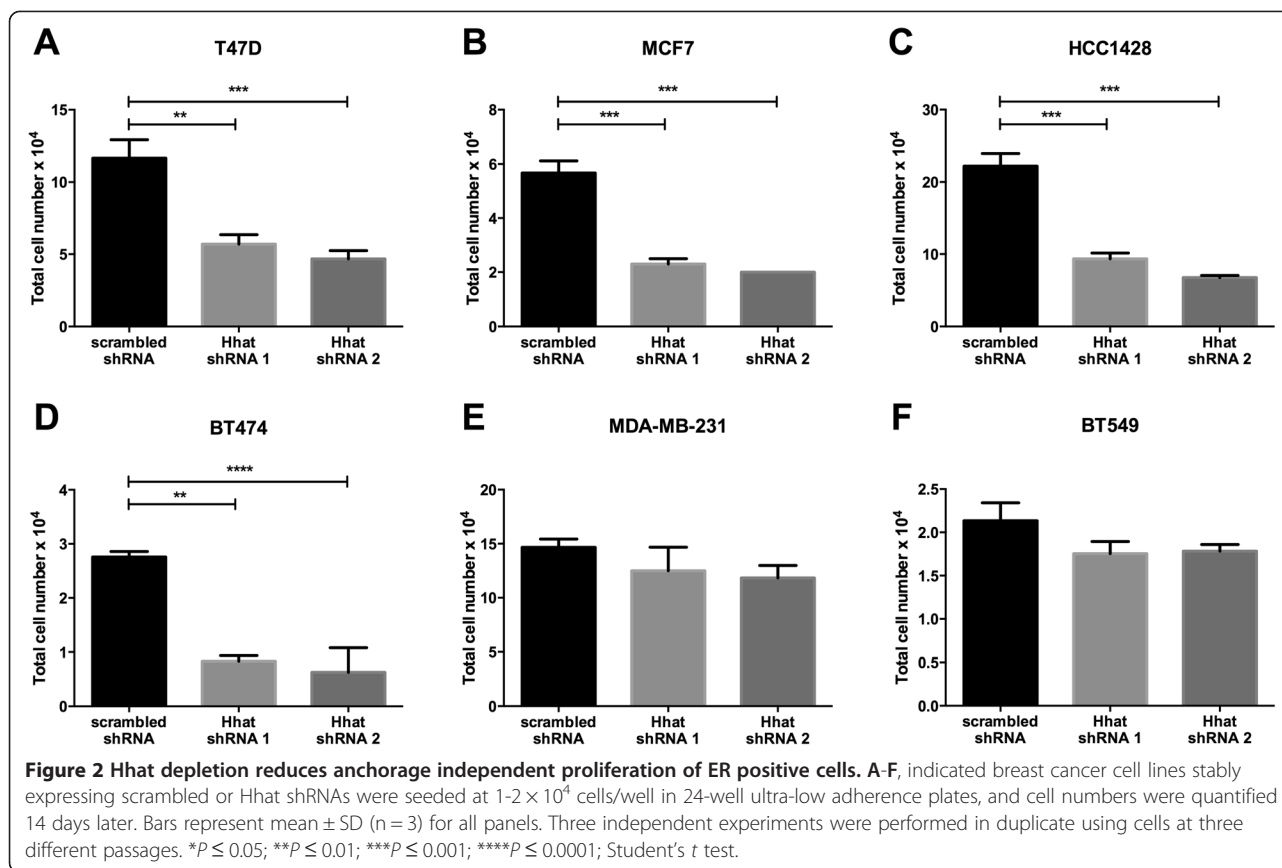 A
T47D
***
**
Total cell number x 10⁴
15
10
5
0
scrambled shRNA
Hhat shRNA 1
Hhat shRNA 2
B
MCF7
***
***
Total cell number x 10⁴
8
6
4
2
0
scrambled shRNA
Hhat shRNA 1
Hhat shRNA 2
C
HCC1428
***
***
Total cell number x 10⁴
30
20
10
0
scrambled shRNA
Hhat shRNA 1
Hhat shRNA 2
D
BT474
****
**
Total cell number x 10⁴
4
3
2
1
0
scrambled shRNA
Hhat shRNA 1
Hhat shRNA 2
E
MDA-MB-231
Total cell number x 10⁴
20
15
10
5
0
scrambled shRNA
Hhat shRNA 1
Hhat shRNA 2
F
BT549
Total cell number x 10⁴
2.5
2.0
1.5
1.0
0.5
0.0
scrambled shRNA
Hhat shRNA 1
Hhat shRNA 2
Figure 2 Hhat depletion reduces anchorage independent proliferation of ER positive cells. A-F, indicated breast cancer cell lines stably
expressing scrambled or Hhat shRNAs were seeded at 1-2 × 10⁴ cells/well in 24-well ultra-low adherence plates, and cell numbers were quantified
14 days later. Bars represent mean ± SD (n = 3) for all panels. Three independent experiments were performed in duplicate using cells at three
different passages. *P ≤ 0.05; **P ≤ 0.01; ***P ≤ 0.001; ****P ≤ 0.0001; Student's t test.